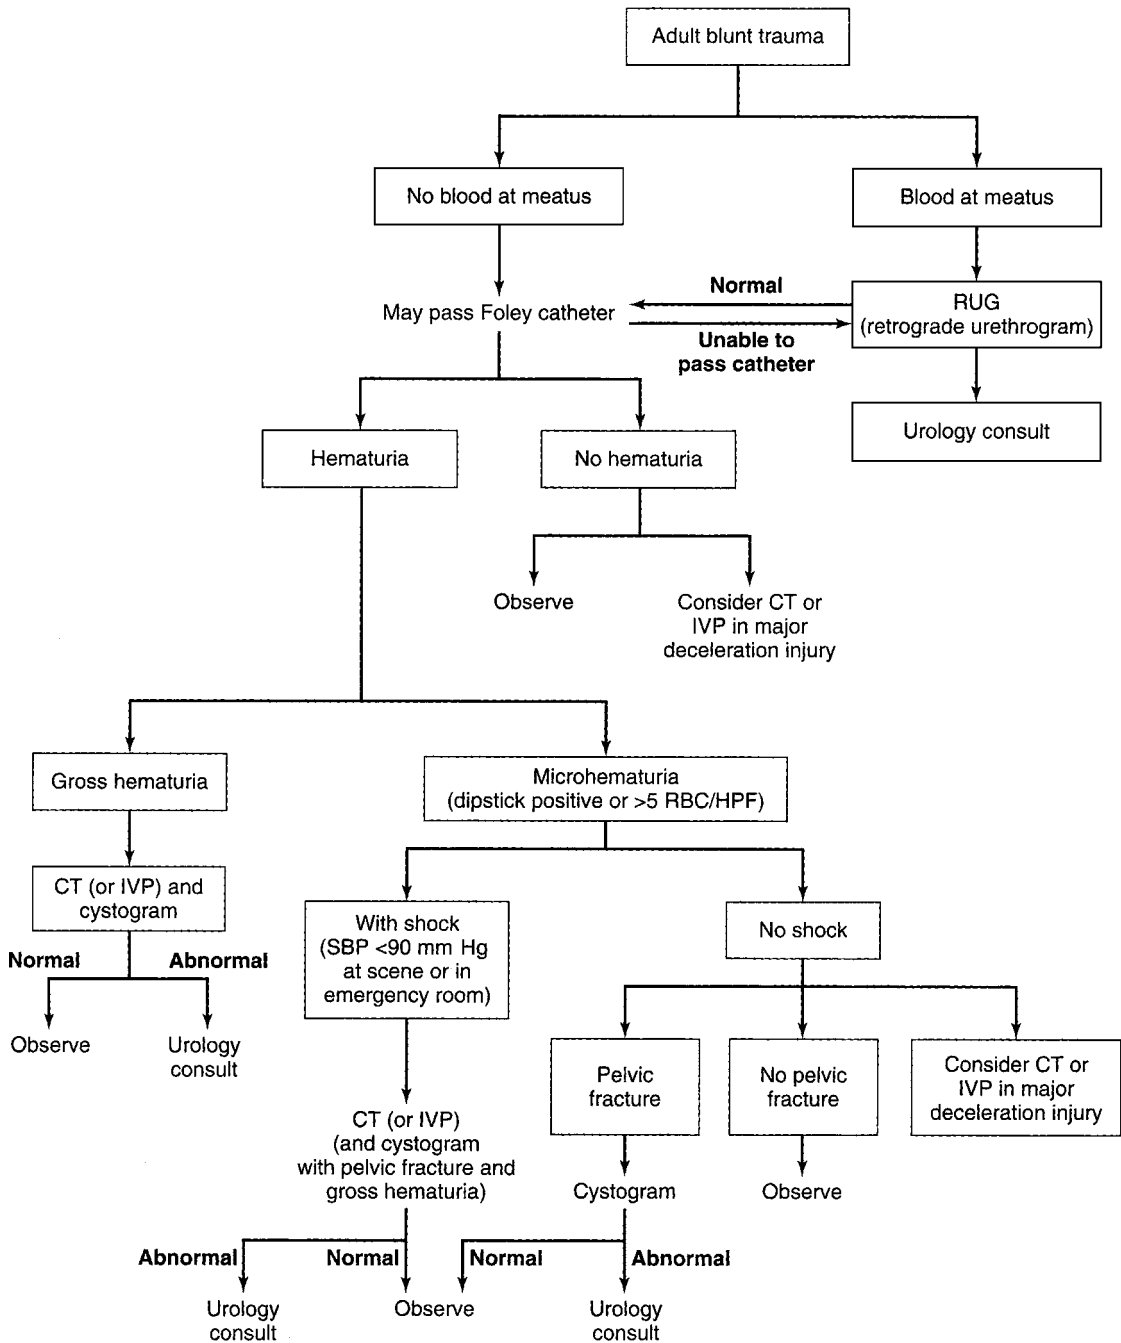 Adult blunt trauma
No blood at meatus
Blood at meatus
Normal
May pass Foley catheter
RUG
(retrograde urethrogram)
Unable to
pass catheter
Urology consult
Hematuria
No hematuria
Observe
Consider CT or
IVP in major
deceleration injury
Gross hematuria
Microhematuria
(dipstick positive or >5 RBC/HPF)
CT (or IVP) and
cystogram
With shock
(SBP <90 mm Hg
at scene or in
emergency room)
No shock
Normal
Abnormal
Observe
Urology
consult
Pelvic
fracture
No pelvic
fracture
Consider CT or
IVP in major
deceleration injury
CT (or IVP)
(and cystogram
with pelvic fracture and
gross hematuria)
Cystogram
Observe
Abnormal
Normal
Normal
Abnormal
Urology
consult
Observe
Urology
consult